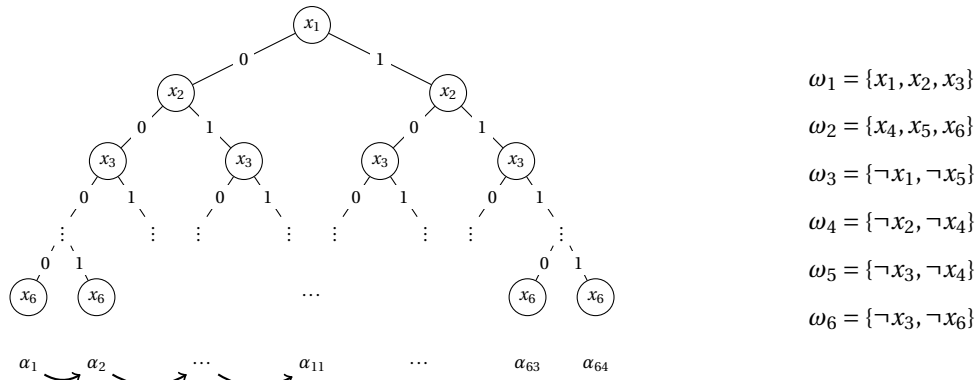 x₁
0 1
x₂ x₂
0 1 0 1
x₃ x₃ x₃ x₃
0 1 0 1 0 1 0 1
⋮ ⋮ ⋮ ⋮ ⋮ ⋮ ⋮ ⋮
0 1 0 1
x₆ x₆ ⋯ x₆ x₆
α₁ α₂ ⋯ α₁₁ ⋯ α₆₃ α₆₄
ω₁ = {x₁, x₂, x₃}
ω₂ = {x₄, x₅, x₆}
ω₃ = {¬x₁, ¬x₅}
ω₄ = {¬x₂, ¬x₄}
ω₅ = {¬x₃, ¬x₄}
ω₆ = {¬x₃, ¬x₆}